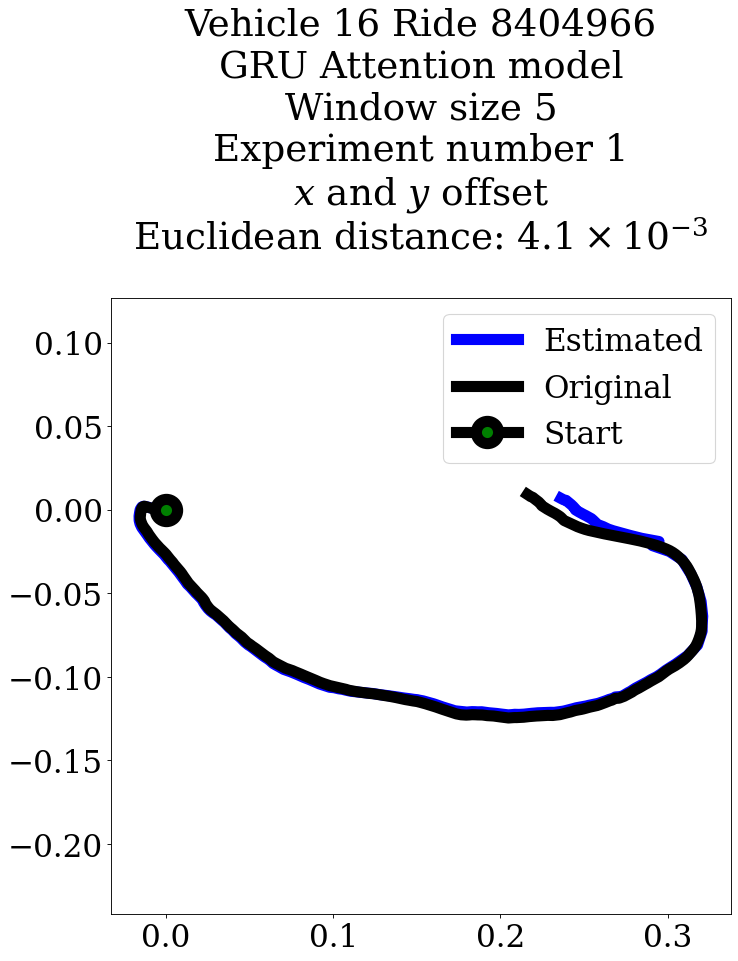 Vehicle 16 Ride 8404966
GRU Attention model
Window size 5
Experiment number 1
x and y offset
Euclidean distance: 4.1 × 10⁻³
Estimated
Original
Start
0.10
0.05
0.00
−0.05
−0.10
−0.15
−0.20
0.0 0.1 0.2 0.3